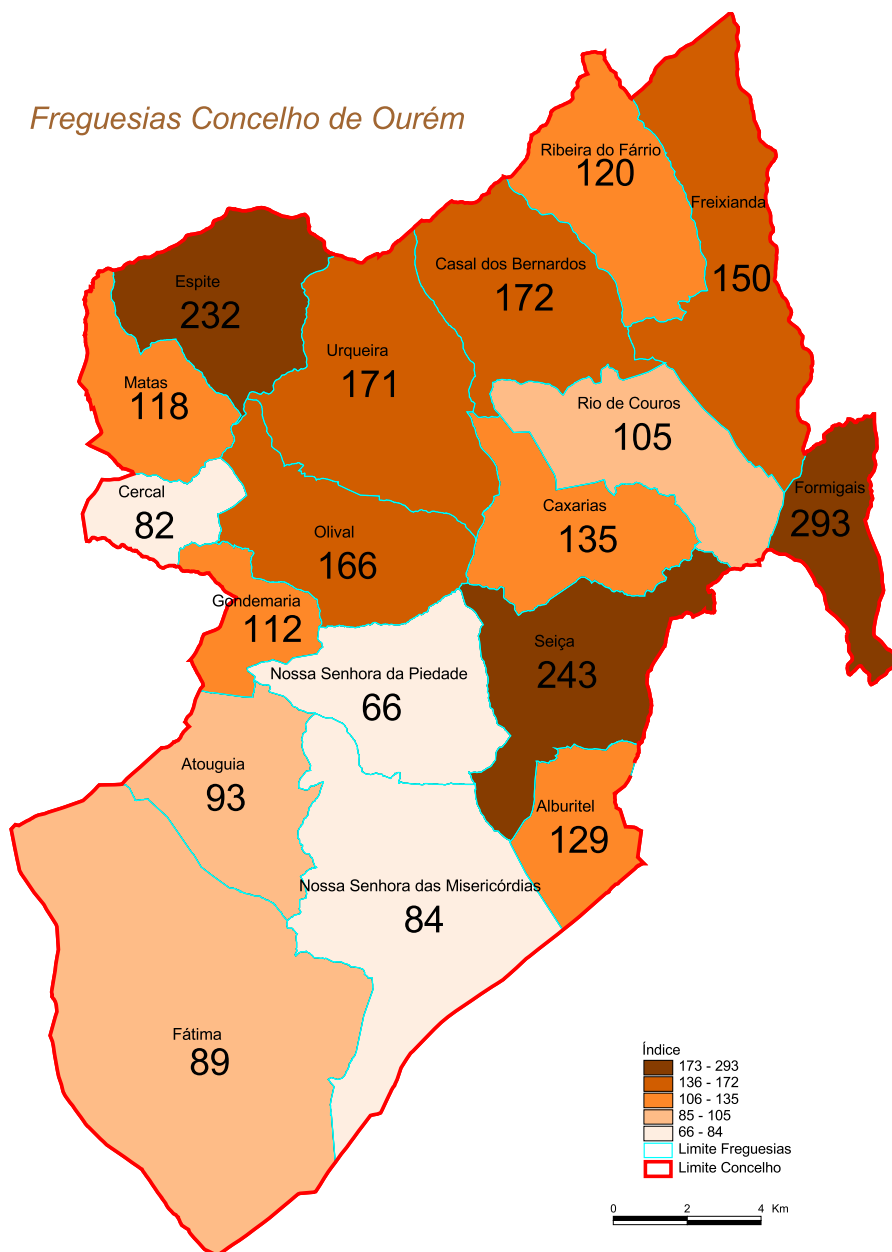 Freguesias Concelho de Ourém
Ribeira do Fárrio
120
Freixianda
150
Casal dos Bernardos
172
Espite
232
Urqueira
171
Matas
118
Rio de Couros
105
Cercal
82
Formigais
293
Caxarias
135
Olival
166
Gondemaria
112
Seiça
243
Nossa Senhora da Piedade
66
Atouguia
93
Alburitel
129
Nossa Senhora das Misericórdias
84
Fátima
89
Índice
173 - 293
136 - 172
106 - 135
85 - 105
66 - 84
Limite Freguesias
Limite Concelho
0 2 4 Km